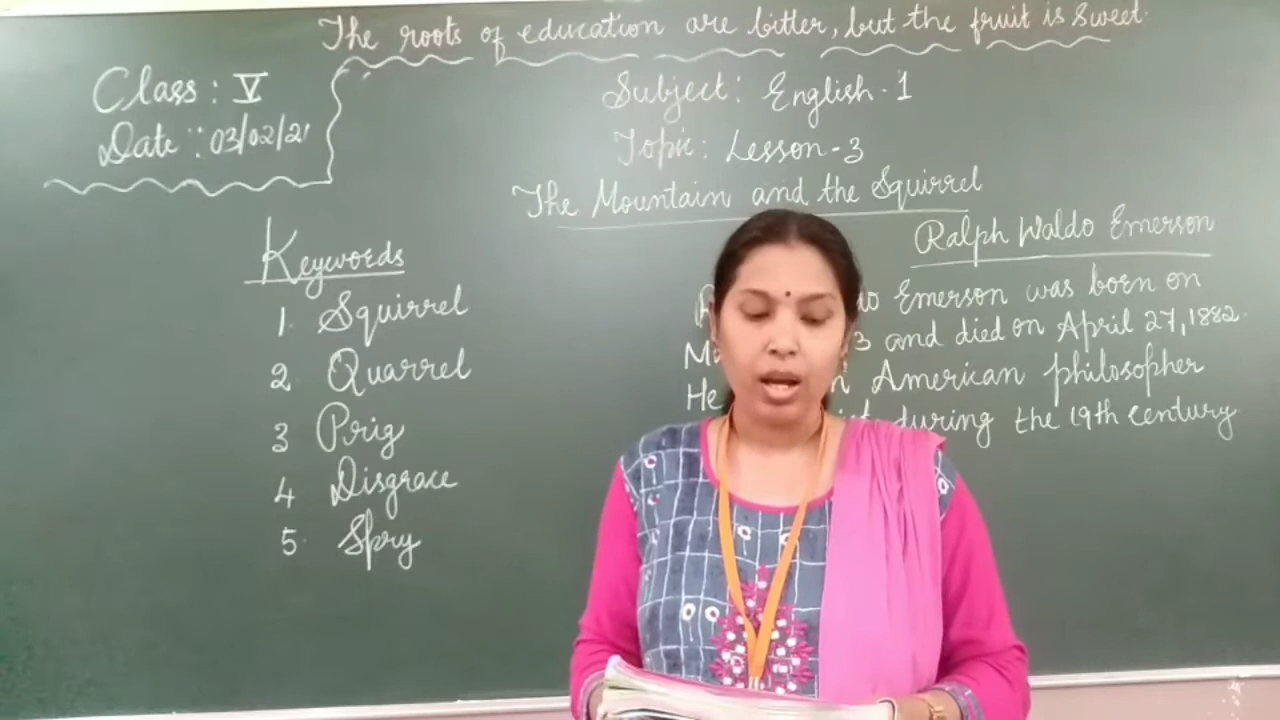 The roots of education are bitter, but the fruit is sweet.
Class : V
Date : 03/02/21
Subject : English - 1
Topic : Lesson - 3
The Mountain and the Squirrel
Ralph Waldo Emerson
Emerson was born on
3 and died on April 27, 1882.
He American philosopher
during the 19th century
Keywords
1. Squirrel
2. Quarrel
3 Prig
4 Disgrace
5. Spry